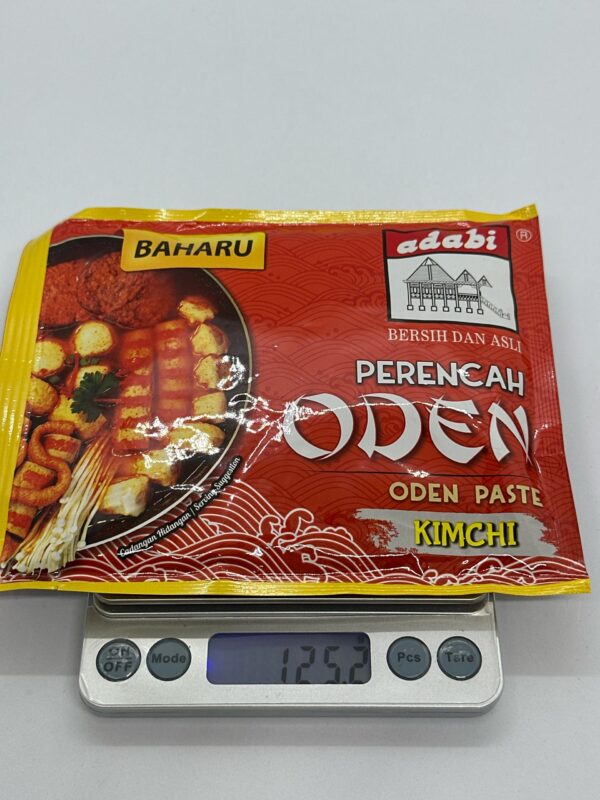 BAHARU
adabi
®
BERSIH DAN ASLI
PERENCAH
ODEN
ODEN PASTE
KIMCHI
Cadangan Hidangan / Serving Suggestion
ON
OFF
Mode
125.2
Pcs
Tare